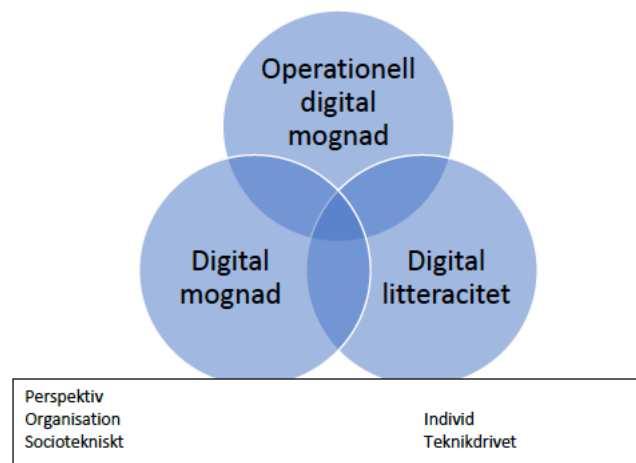 Operationell
digital
mognad
Digital
mognad
Digital
litteracitet
Perspektiv
Organisation Individ
Sociotekniskt Teknikdrivet